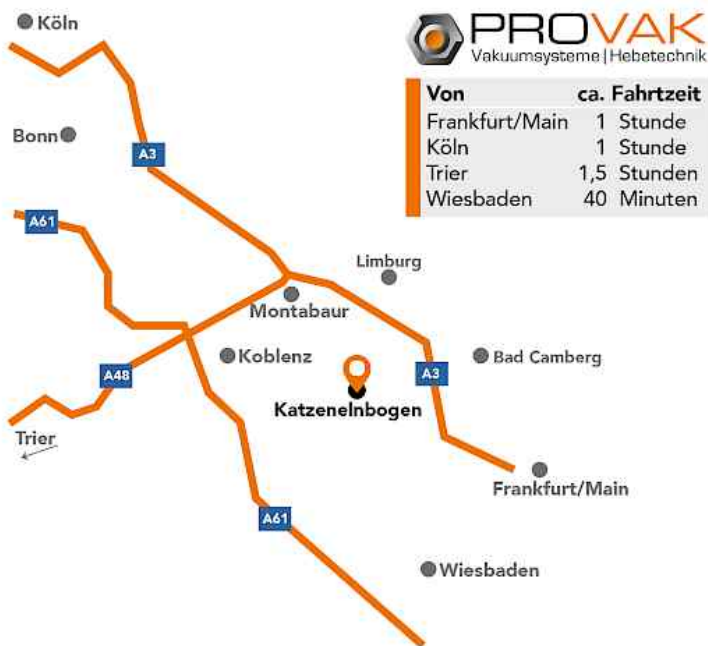 Köln
PROVAK
Vakuumsysteme | Hebetechnik
Von ca. Fahrtzeit
Frankfurt/Main 1 Stunde
Köln 1 Stunde
Trier 1,5 Stunden
Wiesbaden 40 Minuten
Bonn
A3
A61
Limburg
Montabaur
Koblenz
Bad Camberg
A48
A3
Katzenelnbogen
Trier
Frankfurt/Main
A61
Wiesbaden